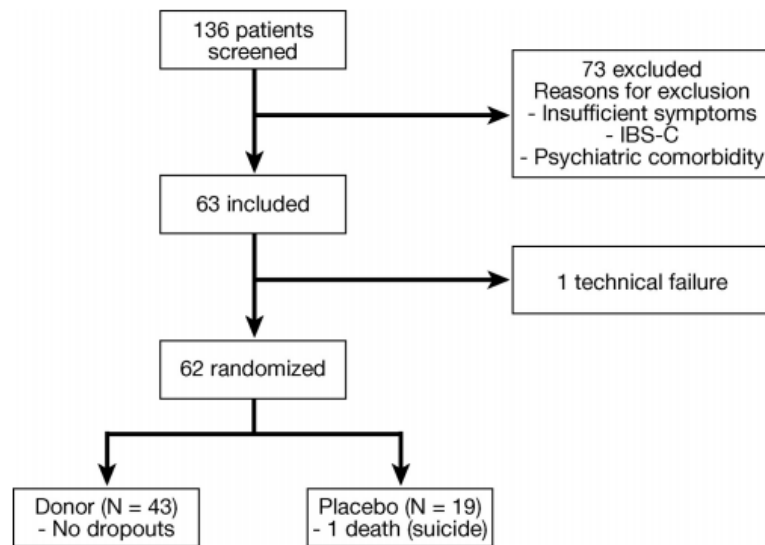 136 patients
screened
73 excluded
Reasons for exclusion
- Insufficient symptoms
- IBS-C
- Psychiatric comorbidity
63 included
1 technical failure
62 randomized
Donor (N = 43)
- No dropouts
Placebo (N = 19)
- 1 death (suicide)